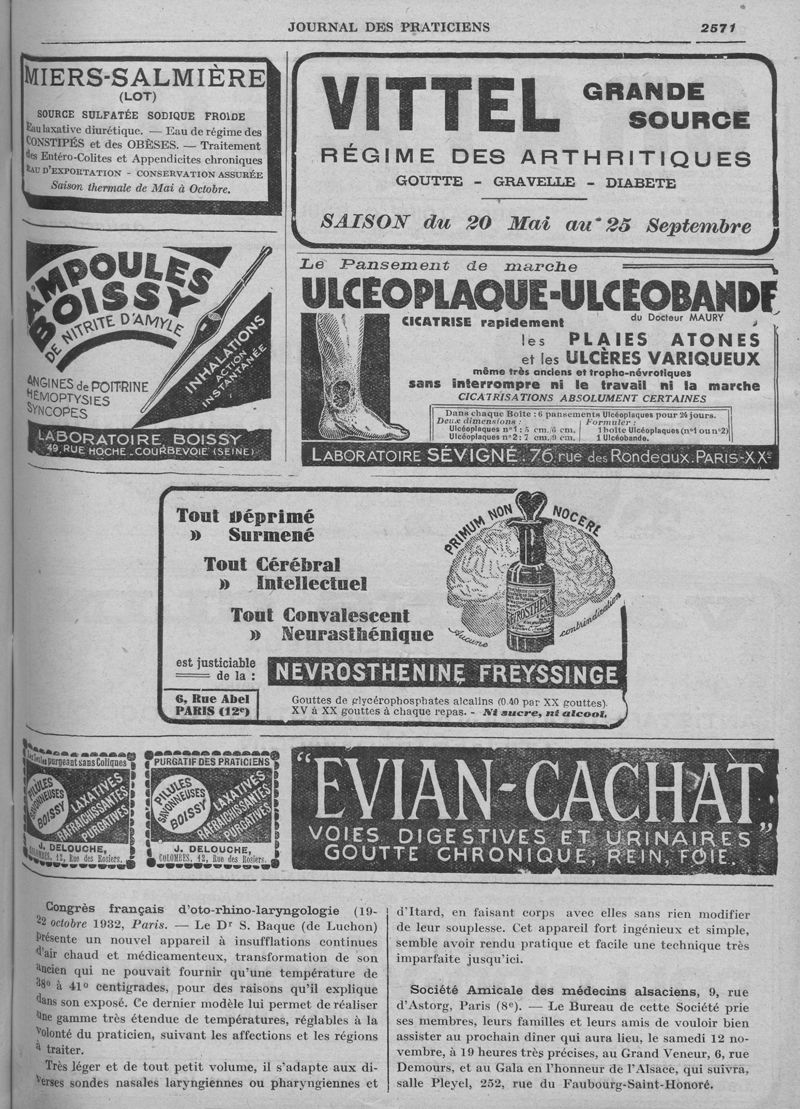 JOURNAL DES PRATICIENS 2571
MIERS-SALMIÈRE
(LOT)
SOURCE SULFATÉE SODIQUE FROIDE
Eau laxative diurétique. — Eau de régime des
CONSTIPÉS et des OBÈSES. — Traitement
des Entéro-Colites et Appendicites chroniques
EAU D'EXPORTATION - CONSERVATION ASSURÉE
Saison thermale de Mai à Octobre.
VITTEL GRANDE
SOURCE
RÉGIME DES ARTHRITIQUES
GOUTTE - GRAVELLE - DIABETE
SAISON du 20 Mai au 25 Septembre
AMPOULES
BOISSY
DE NITRITE D'AMYLE
INHALATIONS
ACTION
INSTANTANÉE
ANGINES DE POITRINE
HÉMOPTYSIES
SYNCOPES
LABORATOIRE BOISSY
49, RUE HOCHE _ COURBEVOIE (SEINE)
Le Pansement de marche
ULCÉOPLAQUE-ULCÉOBANDE
du Docteur MAURY
CICATRISE rapidement
les PLAIES ATONES
et les ULCÈRES VARIQUEUX
même très anciens et tropho-névrotiques
sans interrompre ni le travail ni la marche
CICATRISATIONS ABSOLUMENT CERTAINES
Dans chaque Boîte : 6 pansements Ulcéoplaques pour 24 jours.
Deux dimensions : Formuler :
Ulcéoplaques n° 1 : 5 cm./6 cm. 1 boîte Ulcéoplaques (n° 1 ou n° 2)
Ulcéoplaques n° 2 : 7 cm./9 cm. 1 Ulcéobande.
LABORATOIRE SÉVIGNÉ. 76, rue des Rondeaux. PARIS-XXe
Tout Déprimé
» Surmené
Tout Cérébral
» Intellectuel
Tout Convalescent
» Neurasthénique
PRIMUM NON NOCERE
NEVROSTHENINE
Aucune contrindication
est justiciable
de la :
NEVROSTHENINE FREYSSINGE
6, Rue Abel
PARIS (12e)
Gouttes de glycérophosphates alcalins (0.40 par XX gouttes).
XV à XX gouttes à chaque repas. - Ni sucre, ni alcool.
purgeant sans Coliques
PILULES
SAVONNEUSES
BOISSY
LAXATIVES
RAFRAICHISSANTES
PURGATIVES
J. DELOUCHE,
COLOMBES, 12, Rue des Rosiers.
PURGATIF DES PRATICIENS
PILULES
SAVONNEUSES
BOISSY
LAXATIVES
RAFRAICHISSANTES
PURGATIVES
J. DELOUCHE,
COLOMBES, 12, Rue des Rosiers.
"EVIAN-CACHAT"
VOIES DIGESTIVES ET URINAIRES
GOUTTE CHRONIQUE, REIN, FOIE.
Congrès français d'oto-rhino-laryngologie (19-
22 octobre 1932, Paris. — Le Dr S. Baque (de Luchon)
présente un nouvel appareil à insufflations continues
d'air chaud et médicamenteux, transformation de son
ancien qui ne pouvait fournir qu'une température de
38° à 41° centigrades, pour des raisons qu'il explique
dans son exposé. Ce dernier modèle lui permet de réaliser
une gamme très étendue de températures, réglables à la
volonté du praticien, suivant les affections et les régions
à traiter.
Très léger et de tout petit volume, il s'adapte aux di-
verses sondes nasales laryngiennes ou pharyngiennes et
d'Itard, en faisant corps avec elles sans rien modifier
de leur souplesse. Cet appareil fort ingénieux et simple,
semble avoir rendu pratique et facile une technique très
imparfaite jusqu'ici.
Société Amicale des médecins alsaciens, 9, rue
d'Astorg, Paris (8e). — Le Bureau de cette Société prie
ses membres, leurs familles et leurs amis de vouloir bien
assister au prochain dîner qui aura lieu, le samedi 12 no-
vembre, à 19 heures très précises, au Grand Veneur, 6, rue
Demours, et au Gala en l'honneur de l'Alsace, qui suivra,
salle Pleyel, 252, rue du Faubourg-Saint-Honoré.